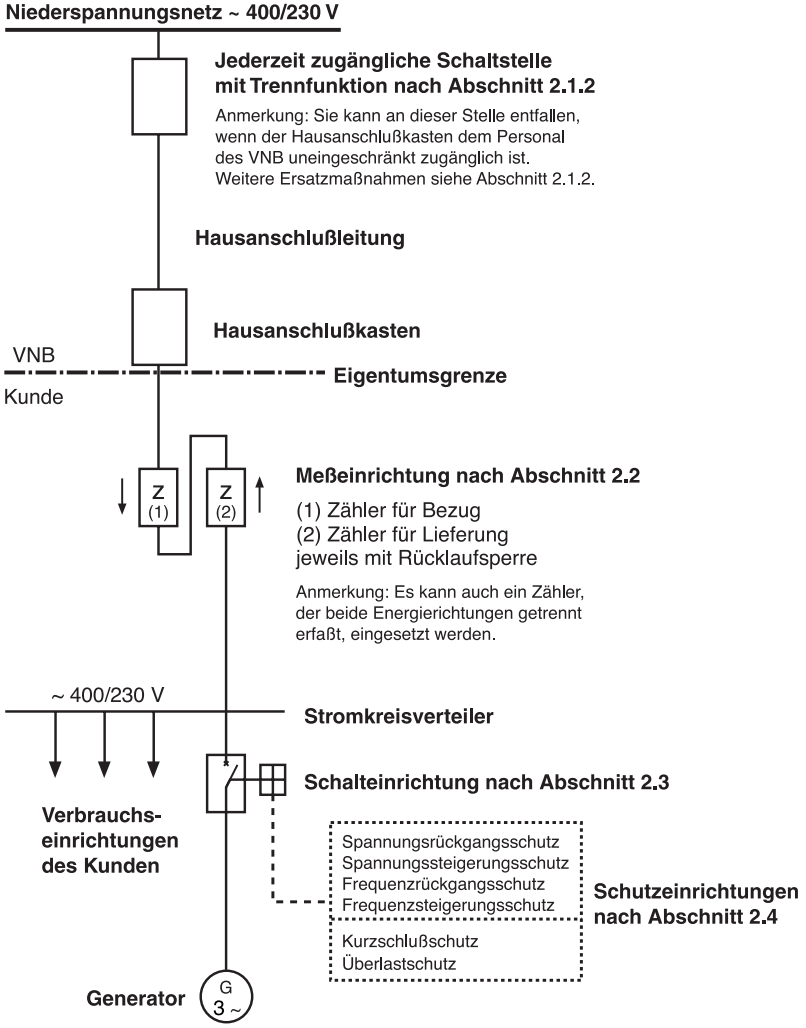 Niederspannungsnetz ~ 400/230 V
Jederzeit zugängliche Schaltstelle
mit Trennfunktion nach Abschnitt 2.1.2
Anmerkung: Sie kann an dieser Stelle entfallen,
wenn der Hausanschlußkasten dem Personal
des VNB uneingeschränkt zugänglich ist.
Weitere Ersatzmaßnahmen siehe Abschnitt 2.1.2.
Hausanschlußleitung
Hausanschlußkasten
VNB
Eigentumsgrenze
Kunde
Z
(1)
Z
(2)
Meßeinrichtung nach Abschnitt 2.2
(1) Zähler für Bezug
(2) Zähler für Lieferung
jeweils mit Rücklaufsperre
Anmerkung: Es kann auch ein Zähler,
der beide Energierichtungen getrennt
erfaßt, eingesetzt werden.
~ 400/230 V
Stromkreisverteiler
Schalteinrichtung nach Abschnitt 2.3
Verbrauchs-
einrichtungen
des Kunden
Spannungsrückgangsschutz
Spannungssteigerungsschutz
Frequenzrückgangsschutz
Frequenzsteigerungsschutz
Kurzschlußschutz
Überlastschutz
Schutzeinrichtungen
nach Abschnitt 2.4
Generator
G
3 ~